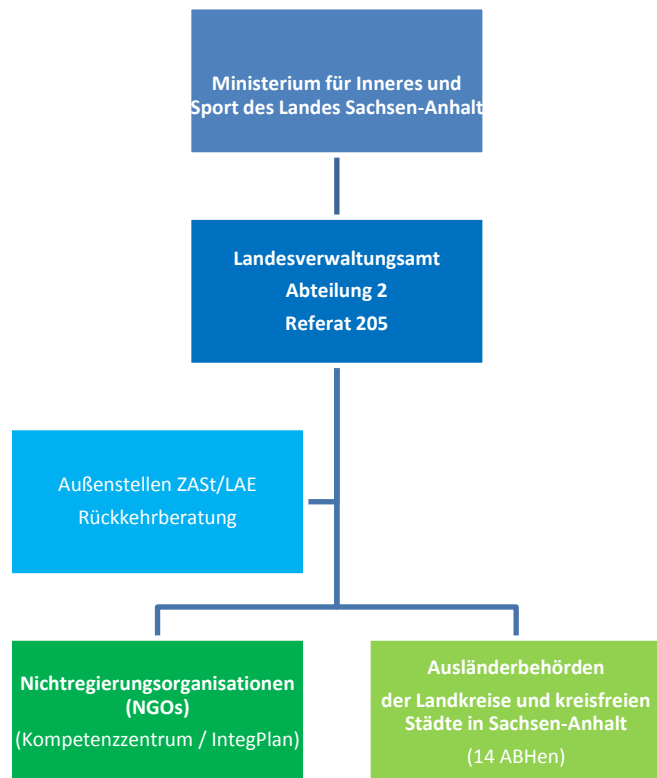 Ministerium für Inneres und
Sport des Landes Sachsen-Anhalt
Landesverwaltungsamt
Abteilung 2
Referat 205
Außenstellen ZASt/LAE
Rückkehrberatung
Nichtregierungsorganisationen
(NGOs)
(Kompetenzzentrum / IntegPlan)
Ausländerbehörden
der Landkreise und kreisfreien
Städte in Sachsen-Anhalt
(14 ABHen)